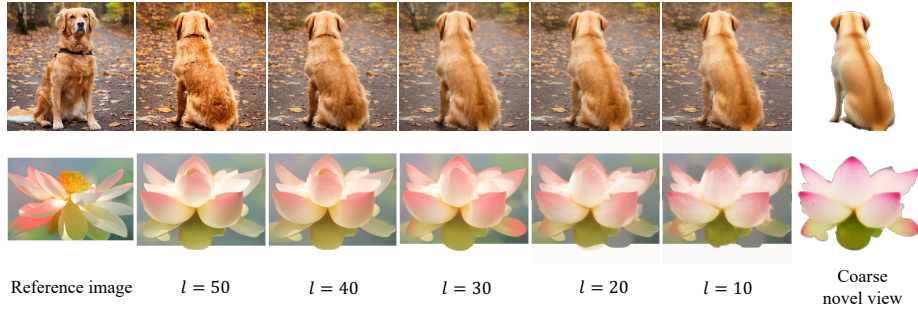 Reference image
l = 50
l = 40
l = 30
l = 20
l = 10
Coarse
novel view